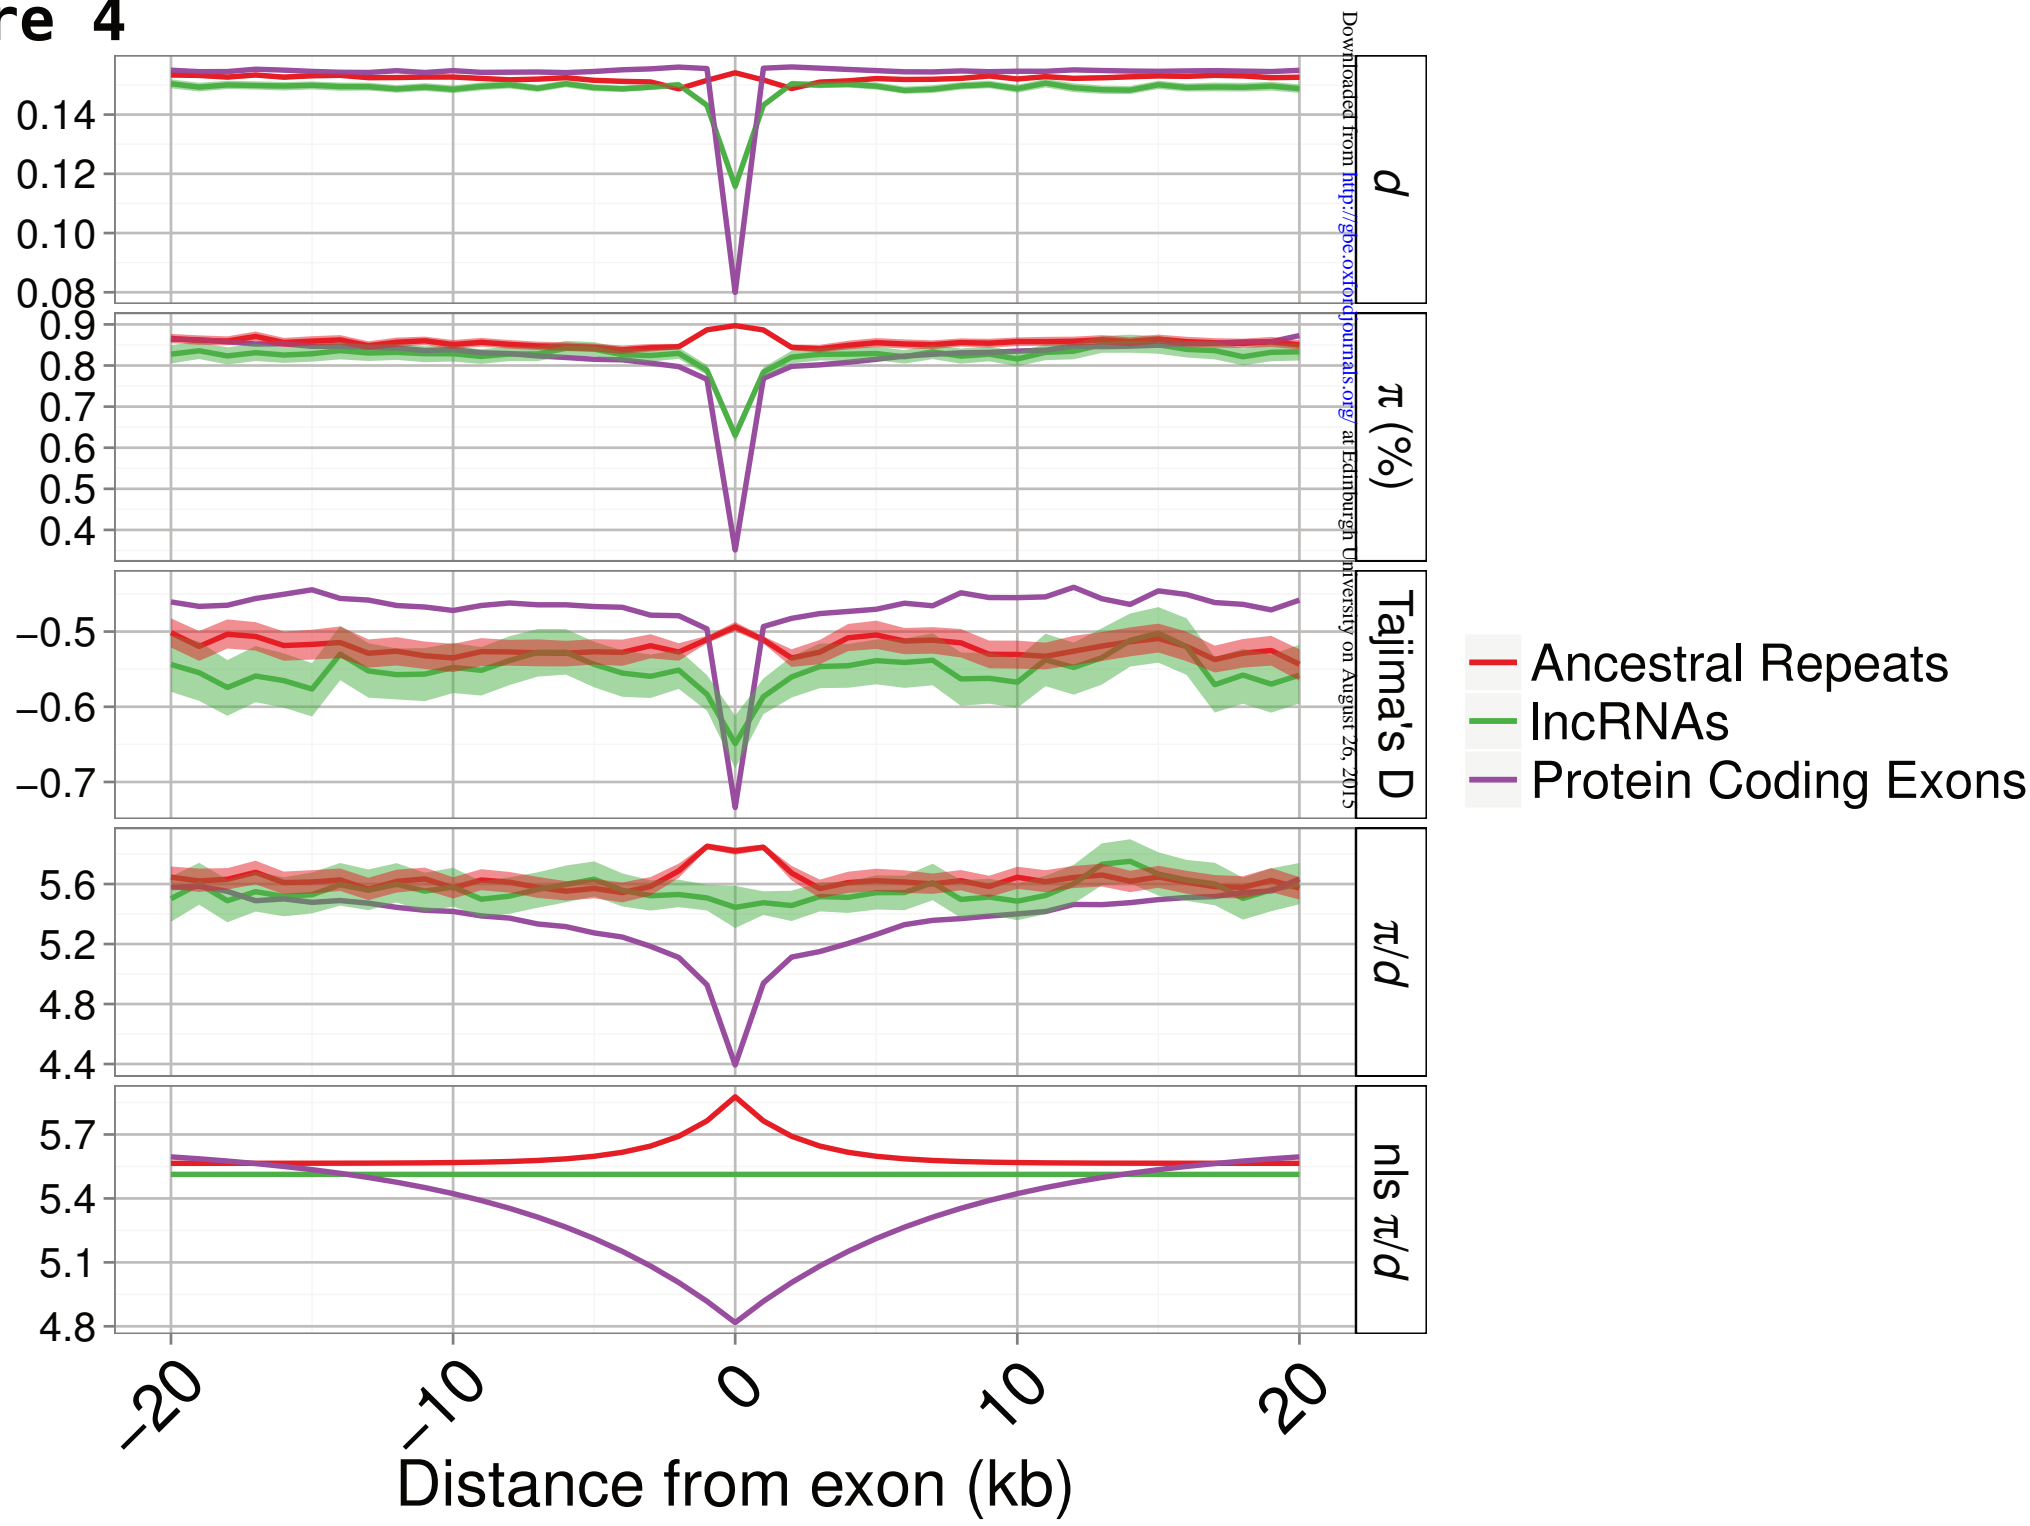 re 4
0.14
0.12
0.10
0.08
d
0.9
0.8
0.7
0.6
0.5
0.4
π (%)
−0.5
−0.6
−0.7
Tajima's D
5.6
5.2
4.8
4.4
π/d
5.7
5.4
5.1
4.8
nls π/d
−20
−10
0
10
20
Distance from exon (kb)
Downloaded from http://gbe.oxfordjournals.org/ at Edinburgh University on August 26, 2015
Ancestral Repeats
lncRNAs
Protein Coding Exons